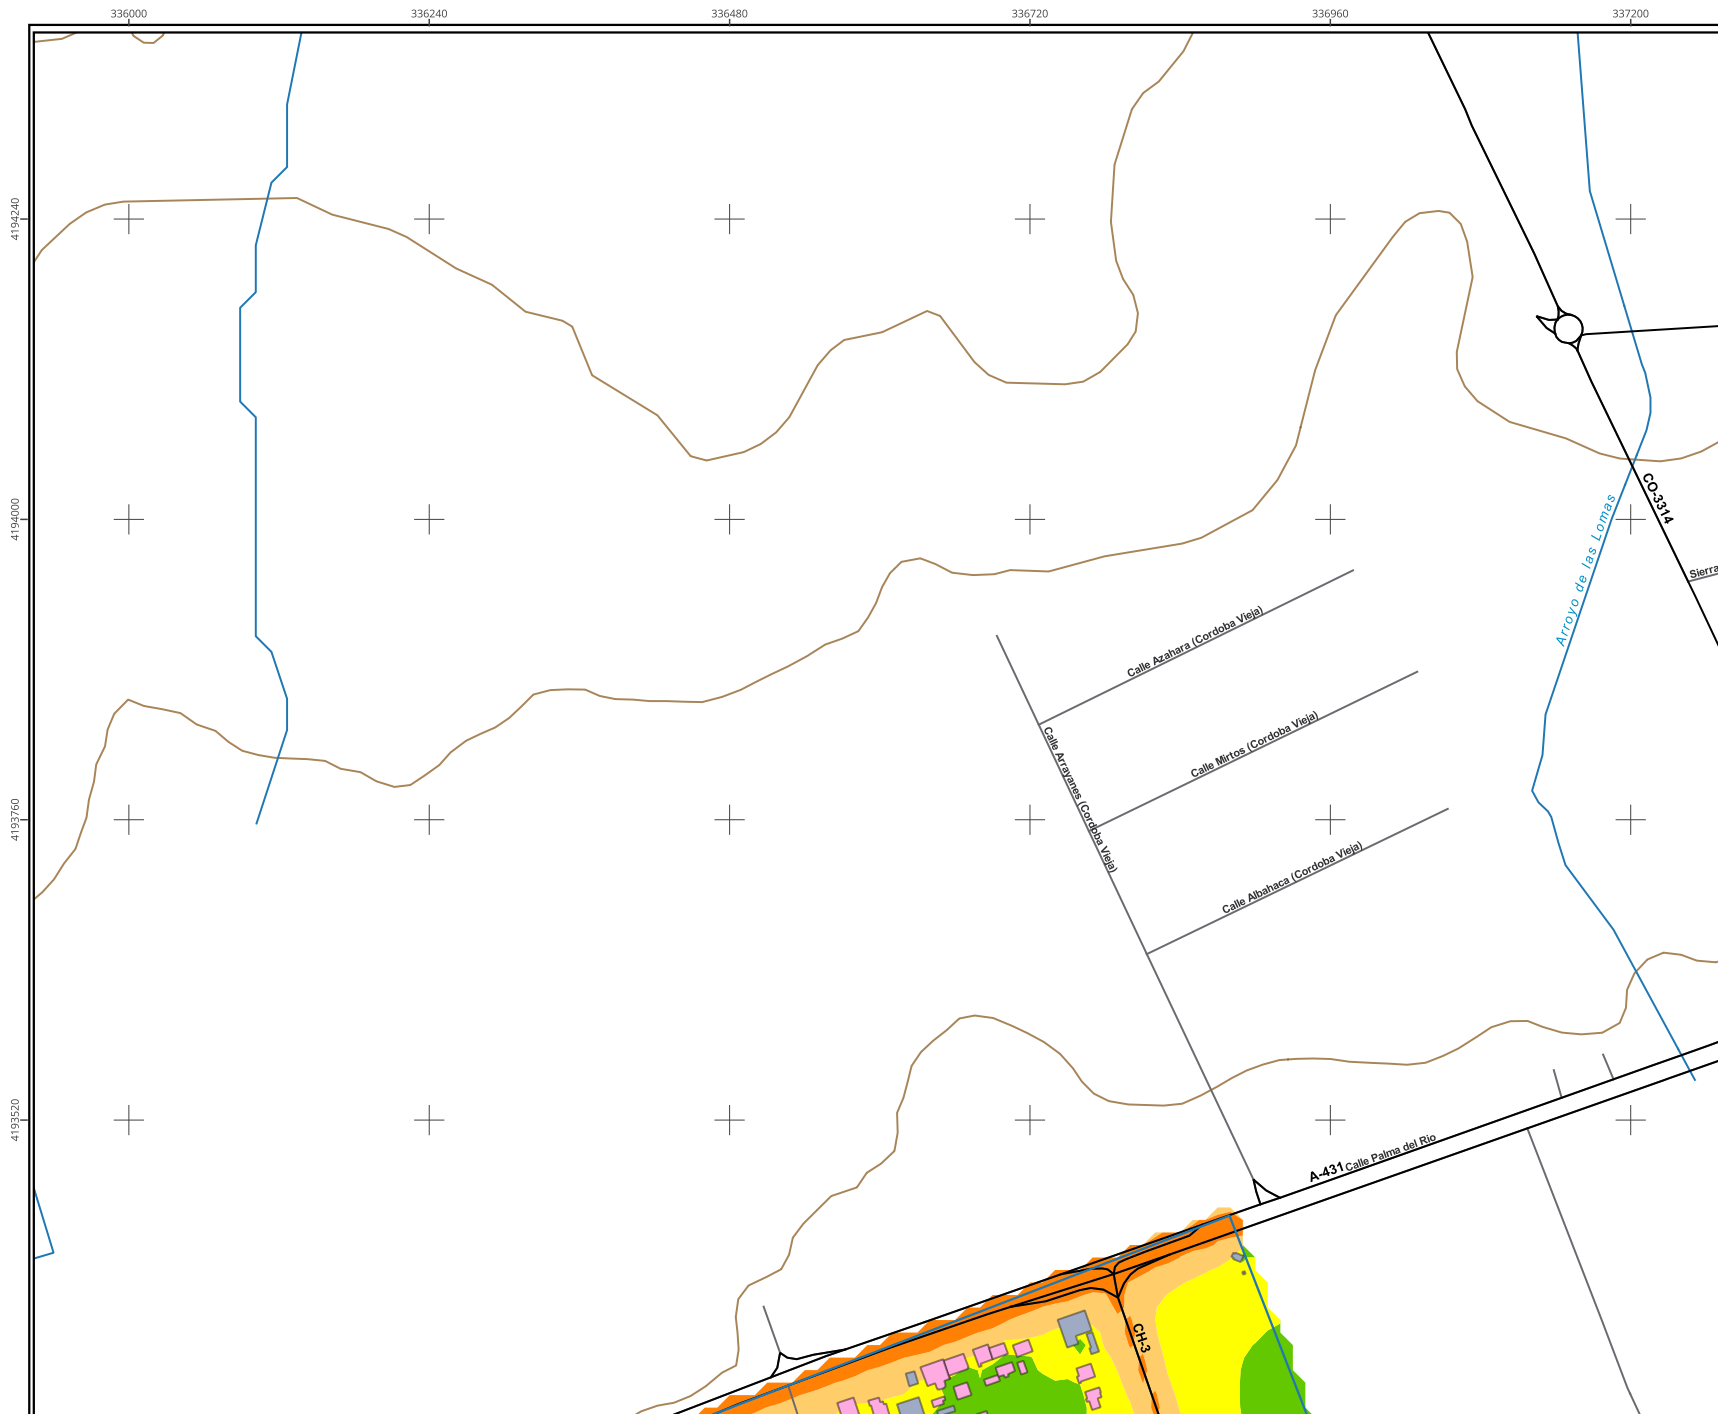 336000
336240
336480
336720
336960
337200
4194240
4194000
4193760
4193520
CO-3314
Sierra
Arroyo de las Lomas
Calle Azahara (Cordoba Vieja)
Calle Mirtos (Cordoba Vieja)
Calle Arrayanes (Cordoba Vieja)
Calle Albahaca (Cordoba Vieja)
A-431
Calle Palma del Rio
CH-3